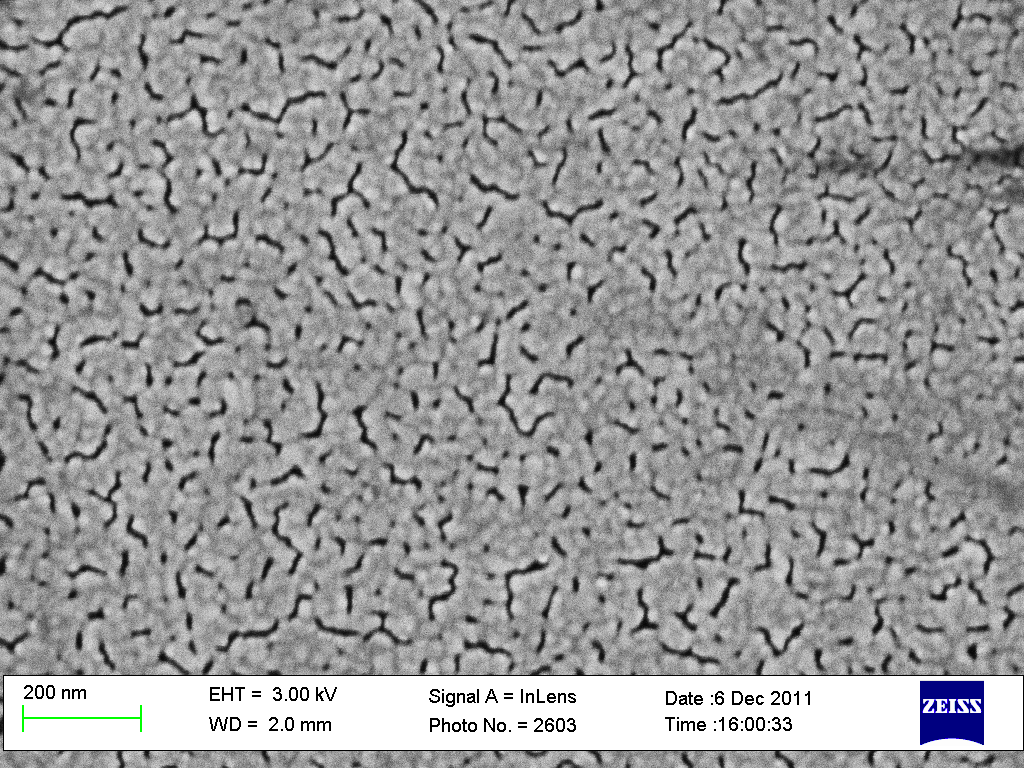 200 nm
EHT = 3.00 kV
WD = 2.0 mm
Signal A = InLens
Photo No. = 2603
Date :6 Dec 2011
Time :16:00:33
ZEISS